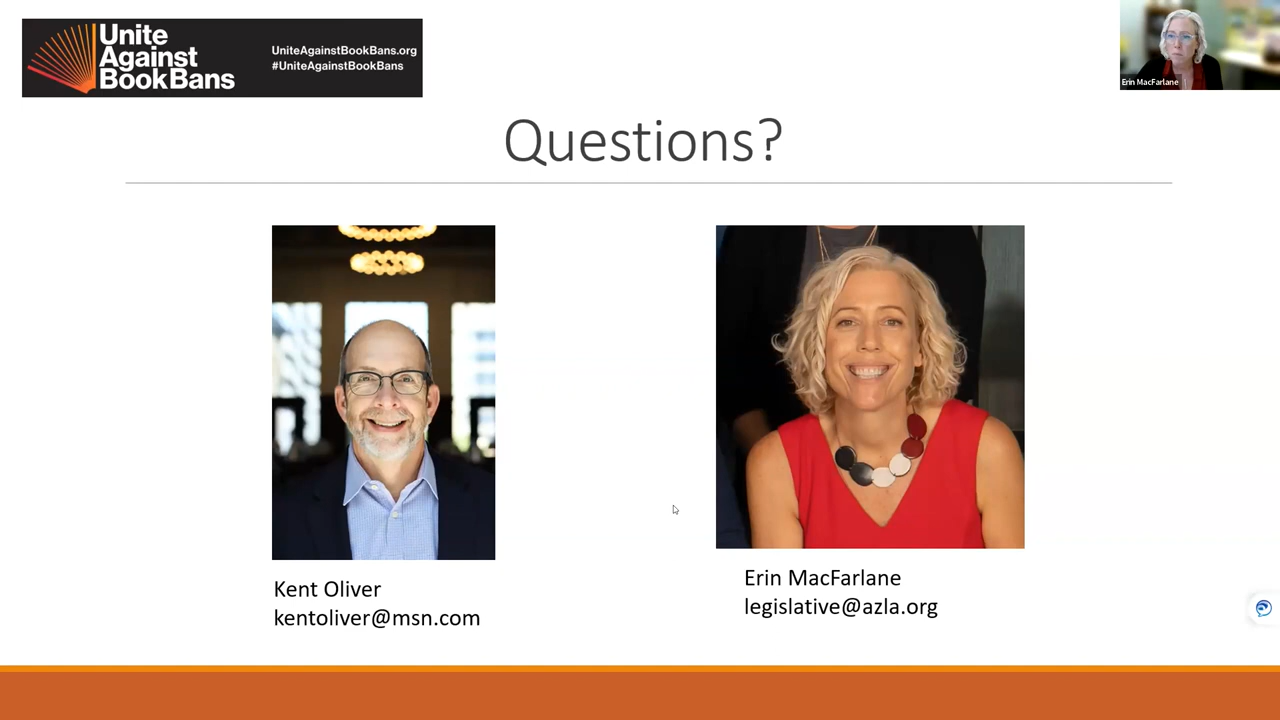 Unite
Against
BookBans
UniteAgainstBookBans.org
#UniteAgainstBookBans
Erin MacFarlane
Questions?
Kent Oliver
kentoliver@msn.com
Erin MacFarlane
legislative@azla.org